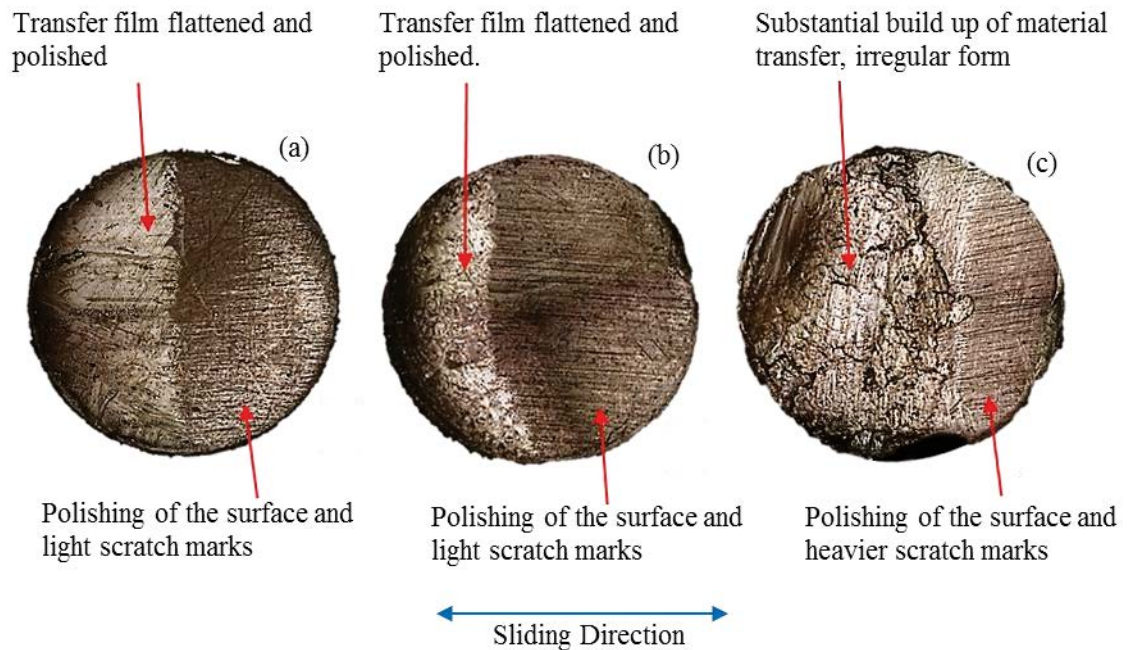 Transfer film flattened and
polished
Transfer film flattened and
polished.
Substantial build up of material
transfer, irregular form
(a)
(b)
(c)
Polishing of the surface and
light scratch marks
Polishing of the surface and
light scratch marks
Polishing of the surface and
heavier scratch marks
Sliding Direction